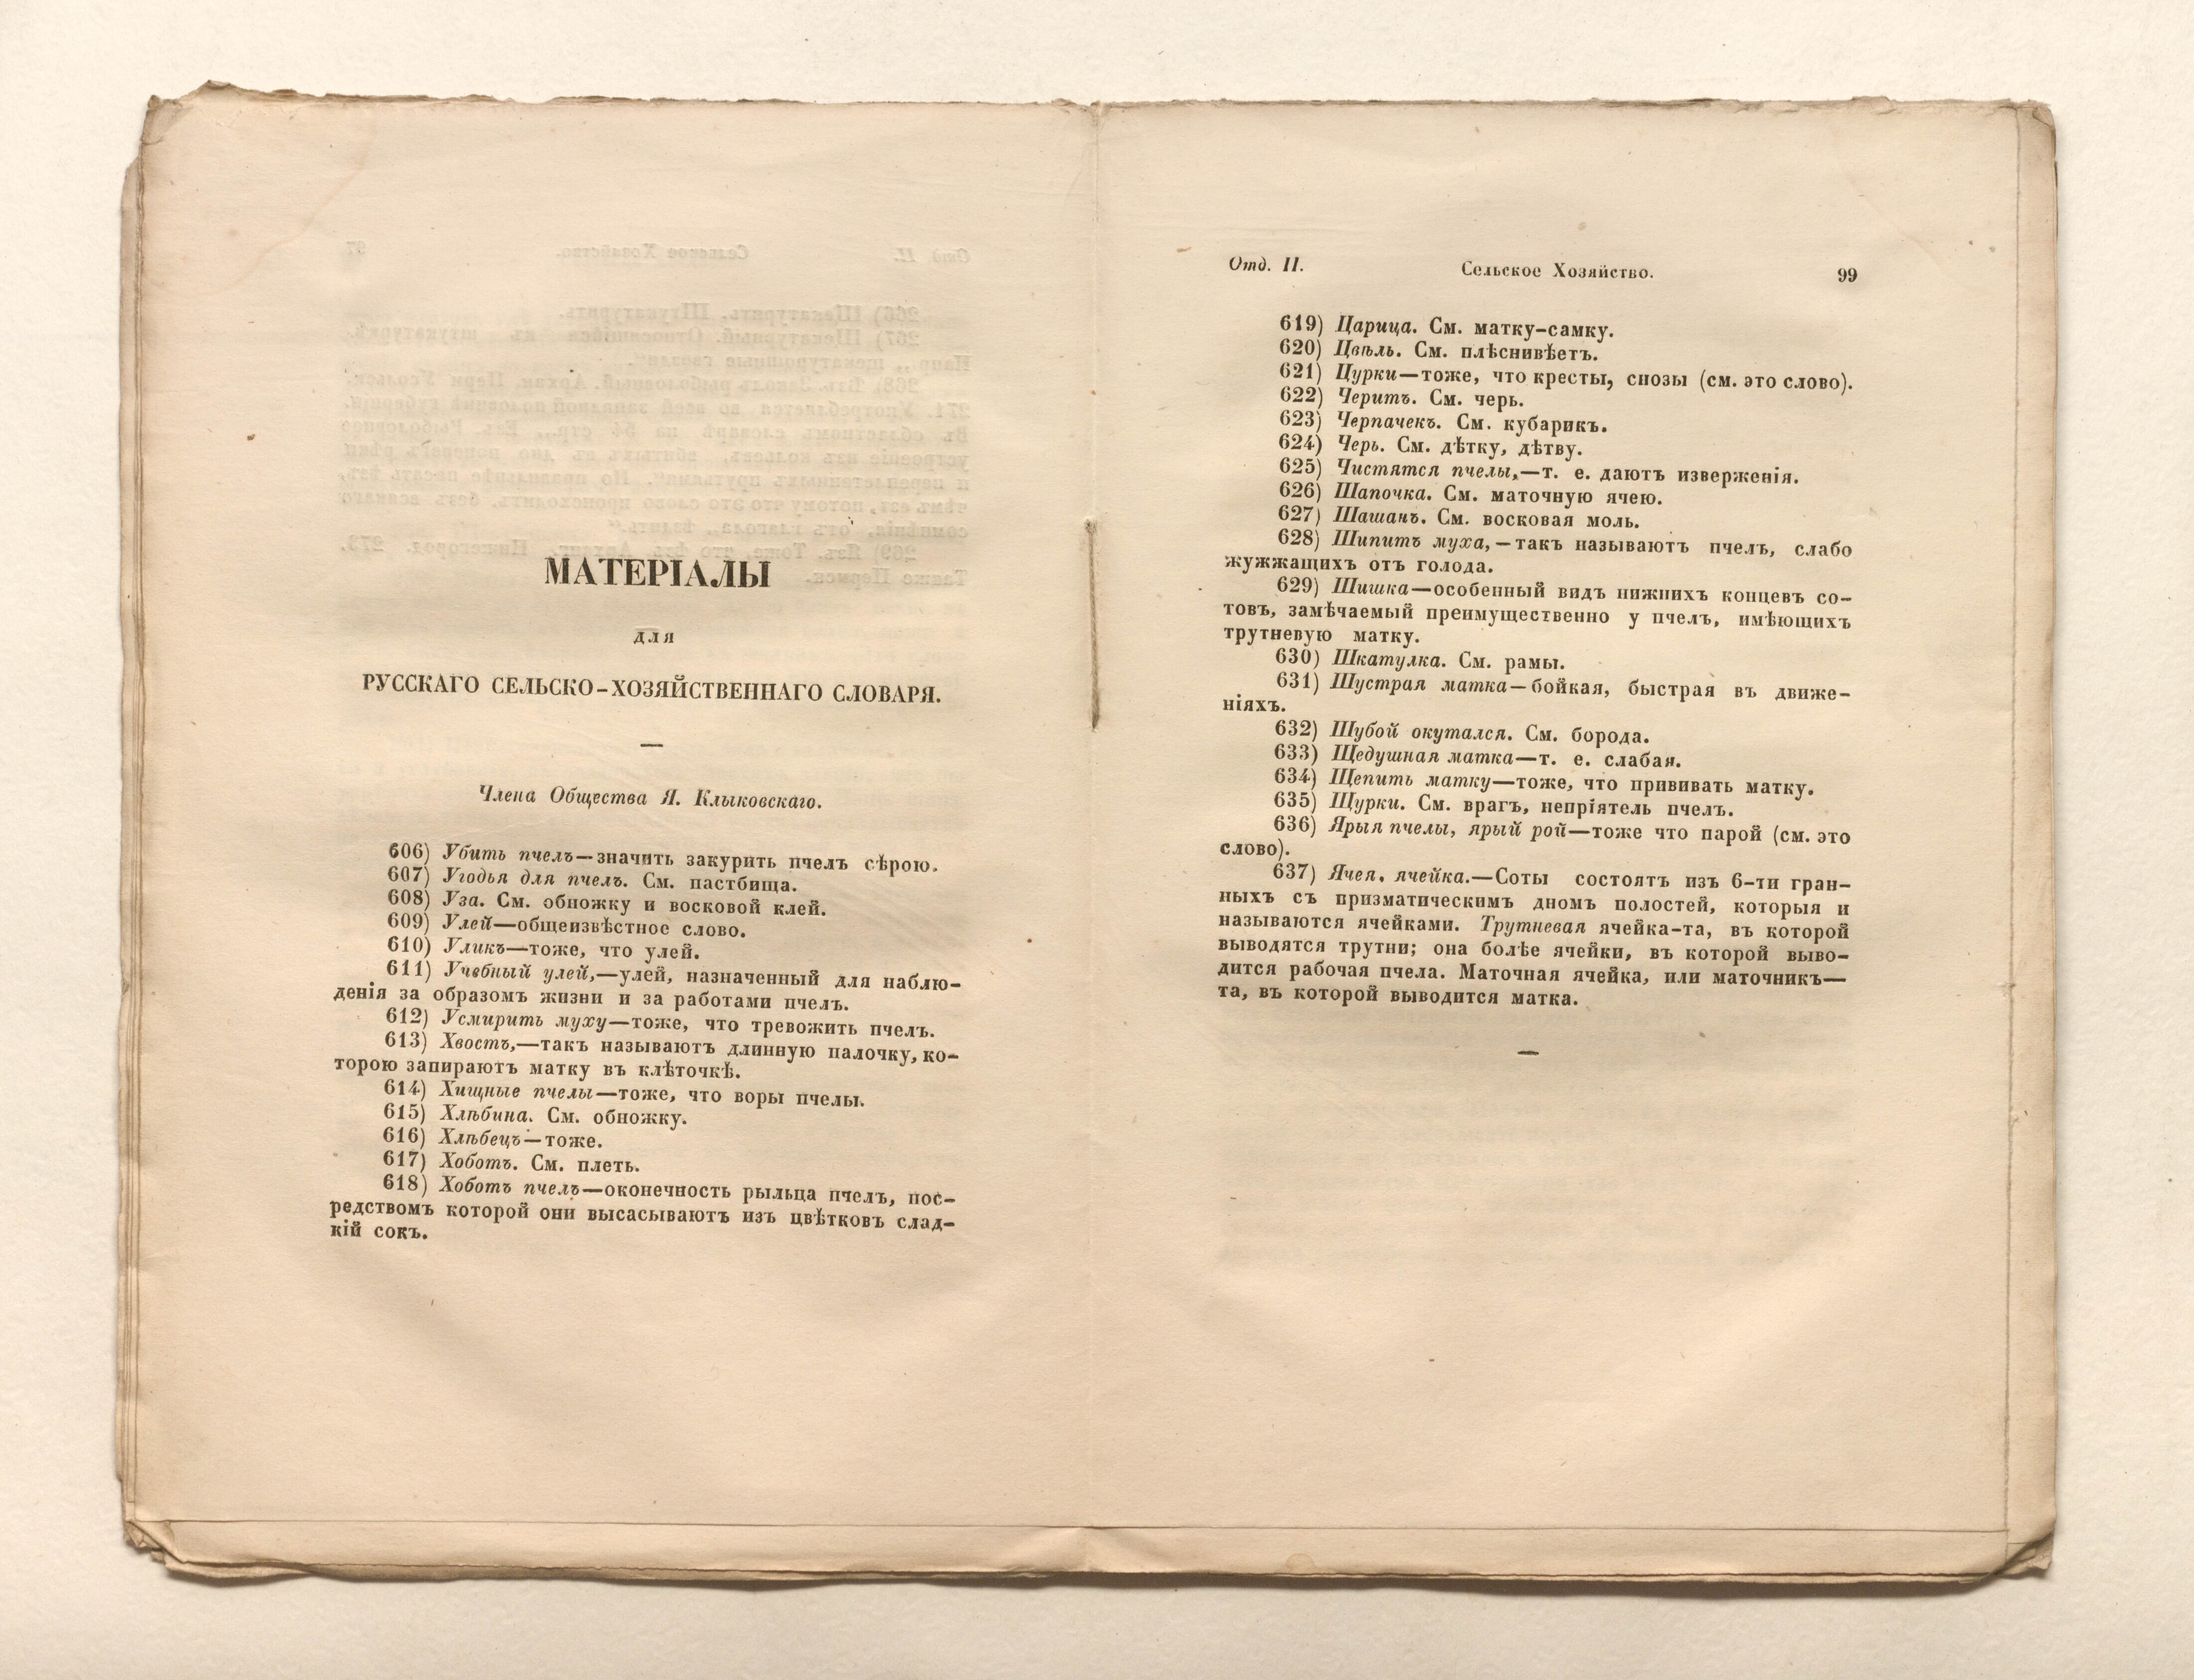 МАТЕРІАЛЫ
для
РУССКАГО СЕЛЬСКО-ХОЗЯЙСТВЕННАГО СЛОВАРЯ.
Члена Общества Я. Клыковскаго.
606) Убить пчелъ—значить закурить пчелъ сѣрою.
607) Угодья для пчелъ. См. пастбища.
608) Уза. См. обножку и восковой клей.
609) Улей—общеизвѣстное слово.
610) Уликъ—тоже, что улей.
611) Учебный улей,—улей, назначенный для наблю-
денія за образомъ жизни и за работами пчелъ.
612) Усмирить муху—тоже, что тревожить пчелъ.
613) Хвостъ,—такъ называютъ длинную палочку, ко-
торою запираютъ матку въ клѣточкѣ.
614) Хищные пчелы—тоже, что воры пчелы.
615) Хлѣбина. См. обножку.
616) Хлѣбецъ—тоже.
617) Хоботъ. См. плеть.
618) Хоботъ пчелъ—оконечность рыльца пчелъ, пос-
редствомъ которой они высасываютъ изъ цвѣтковъ слад-
кій сокъ.
Отд. II. Сельское Хозяйство. 99
619) Царица. См. матку-самку.
620) Цвѣль. См. плѣснивѣетъ.
621) Цурки—тоже, что кресты, снозы (см. это слово).
622) Черитъ. См. черь.
623) Черпачекъ. См. кубарикъ.
624) Черь. См. дѣтку, дѣтву.
625) Чистятся пчелы,—т. е. даютъ изверженія.
626) Шапочка. См. маточную ячею.
627) Шашанъ. См. восковая моль.
628) Шипитъ муха,—такъ называютъ пчелъ, слабо
жужжащихъ отъ голода.
629) Шишка—особенный видъ нижнихъ концевъ со-
товъ, замѣчаемый преимущественно у пчелъ, имѣющихъ
трутневую матку.
630) Шкатулка. См. рамы.
631) Шустрая матка—бойкая, быстрая въ движе-
ніяхъ.
632) Шубой окутался. См. борода.
633) Щедушная матка—т. е. слабая.
634) Щепить матку—тоже, что прививать матку.
635) Щурки. См. врагъ, непріятель пчелъ.
636) Ярыя пчелы, ярый рой—тоже что парой (см. это
слово).
637) Ячея, ячейка.—Соты состоятъ изъ 6-ти гран-
ныхъ съ призматическимъ дномъ полостей, которыя и
называются ячейками. Трутневая ячейка-та, въ которой
выводятся трутни; она болѣе ячейки, въ которой выво-
дится рабочая пчела. Маточная ячейка, или маточникъ—
та, въ которой выводится матка.